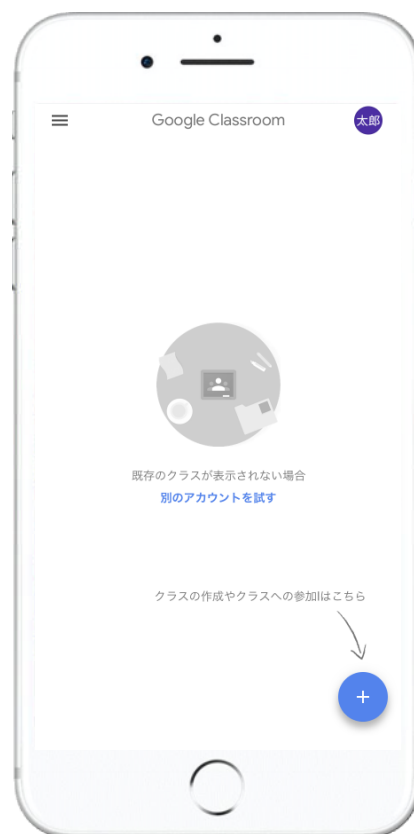 Google Classroom
太郎
既存のクラスが表示されない場合
別のアカウントを試す
クラスの作成やクラスへの参加はこちら